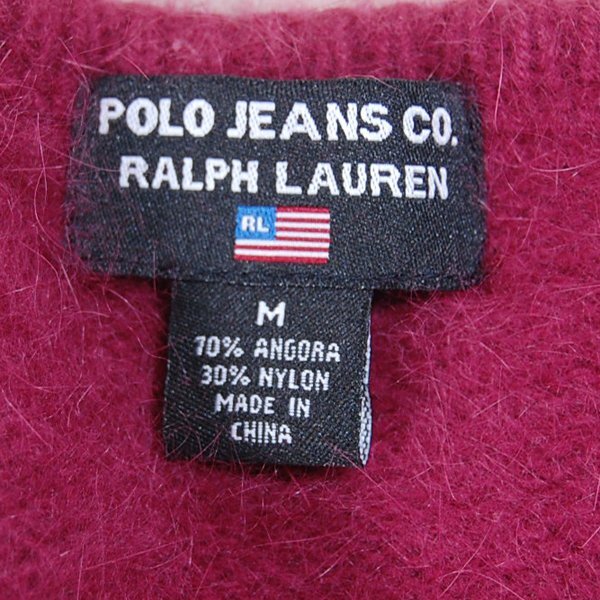 POLO JEANS CO.
RALPH LAUREN
RL
M
70% ANGORA
30% NYLON
MADE IN
CHINA